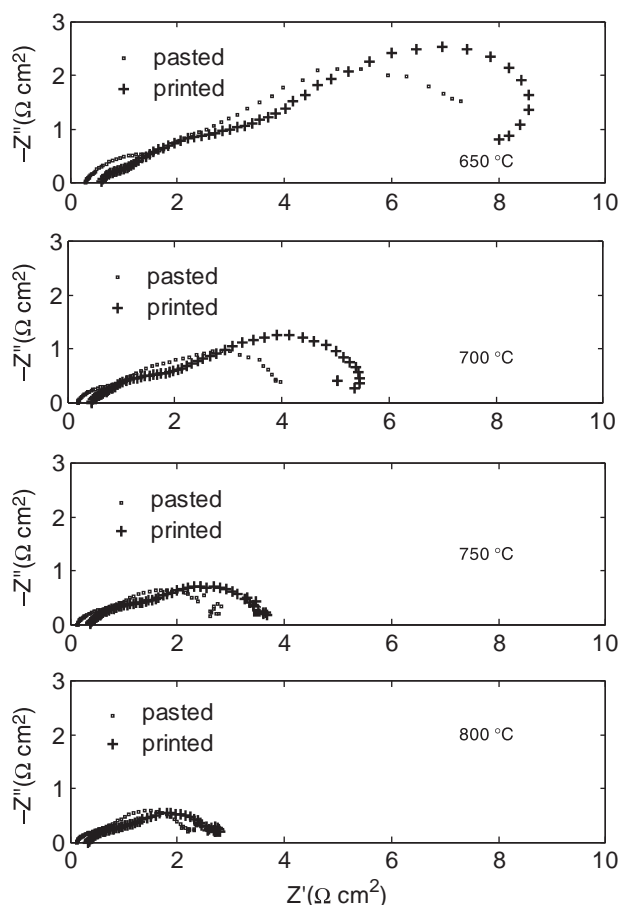 3
2
1
0
−Z"(Ω cm²)
pasted
printed
650 °C
0 2 4 6 8 10
3
2
1
0
−Z"(Ω cm²)
pasted
printed
700 °C
0 2 4 6 8 10
3
2
1
0
−Z"(Ω cm²)
pasted
printed
750 °C
0 2 4 6 8 10
3
2
1
0
−Z"(Ω cm²)
pasted
printed
800 °C
0 2 4 6 8 10
Z'(Ω cm²)